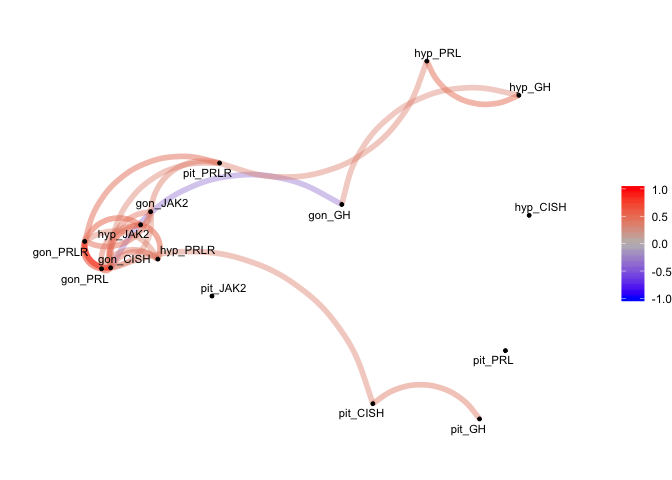 hyp_PRL
hyp_GH
pit_PRLR
gon_JAK2
gon_GH
hyp_CISH
hyp_JAK2
gon_PRLR
gon_CISH
hyp_PRLR
gon_PRL
pit_JAK2
pit_PRL
pit_CISH
pit_GH
1.0
0.5
0.0
-0.5
-1.0